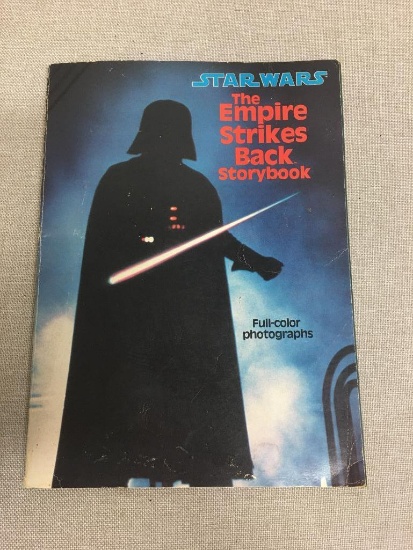 STAR WARS
The
Empire
Strikes
Back
Storybook
Full-color
photographs